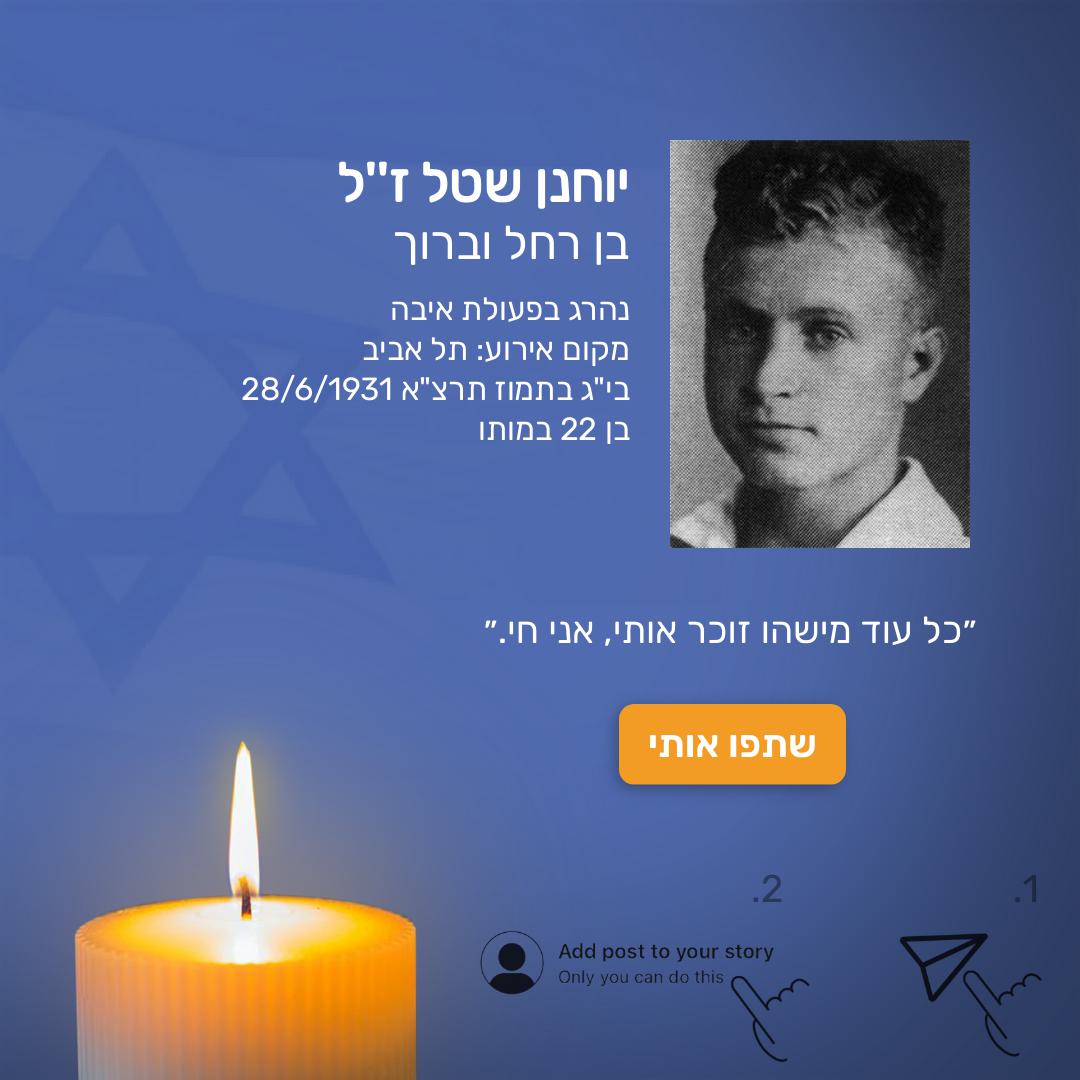 יוחנן שטל ז"ל
בן רחל וברוך
נהרג בפעולת איבה
מקום אירוע: תל אביב
בי"ג בתמוז תרצ"א 28/6/1931
בן 22 במותו
״כל עוד מישהו זוכר אותי, אני חי.״
שתפו אותי
1.
2.
Add post to your story
Only you can do this